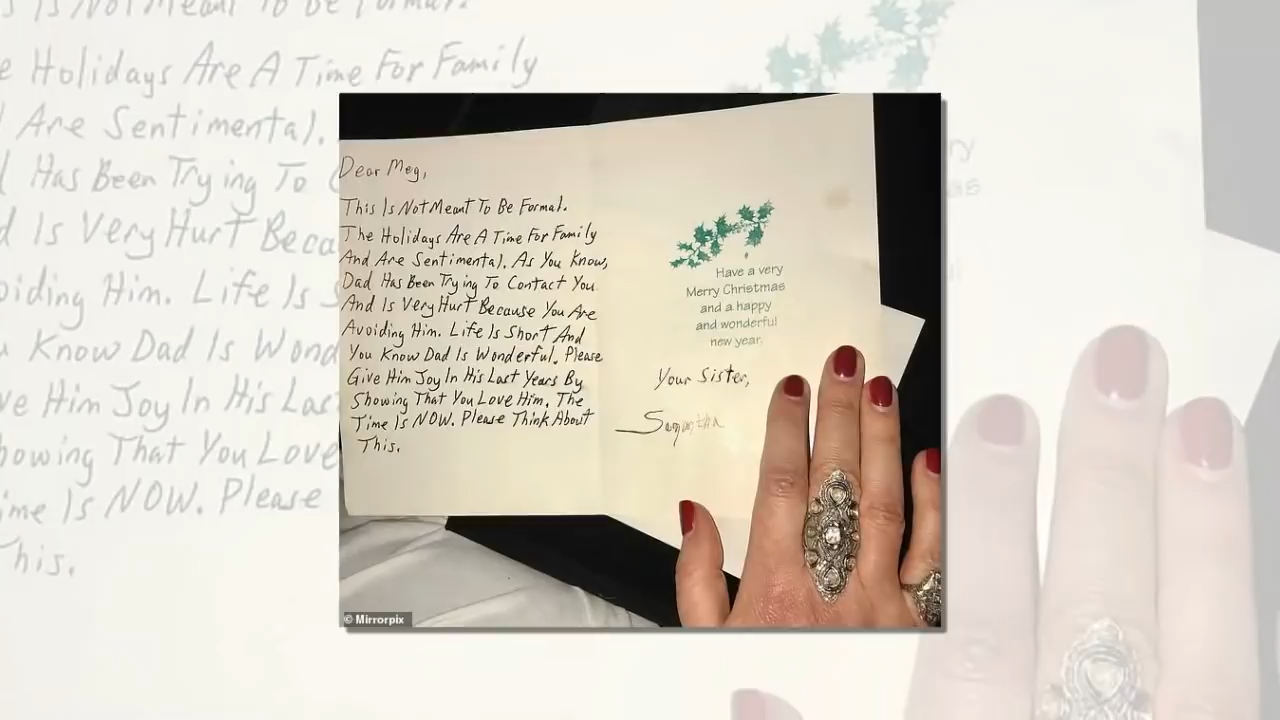 Dear Meg,
This Is Not Meant To Be Formal.
The Holidays Are A Time For Family
And Are Sentimental. As You Know,
Dad Has Been Trying To Contact You
And Is Very Hurt Because You Are
Avoiding Him. Life Is Short And
You Know Dad Is Wonderful. Please
Give Him Joy In His Last Years By
Showing That You Love Him. The
Time Is NOW. Please Think About
This.
Have a very
Merry Christmas
and a happy
and wonderful
new year.
Your Sister,
Samantha
© Mirrorpix